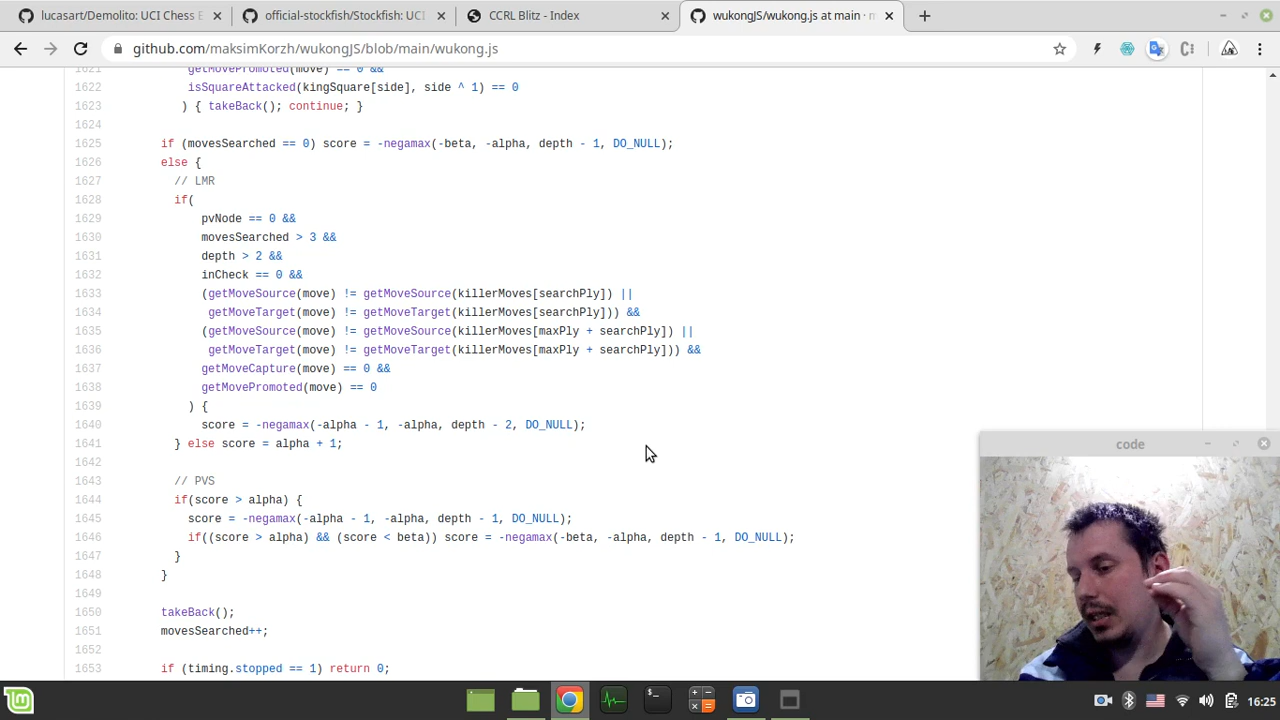 lucasart/Demolito: UCI Chess E
official-stockfish/Stockfish: UCI
CCRL Blitz - Index
wukongJS/wukong.js at main · m
github.com/maksimKorzh/wukongJS/blob/main/wukong.js
1621 getMovePromoted(move) == 0 &&
1622 isSquareAttacked(kingSquare[side], side ^ 1) == 0
1623 ) { takeBack(); continue; }
1624
1625 if (movesSearched == 0) score = -negamax(-beta, -alpha, depth - 1, DO_NULL);
1626 else {
1627 // LMR
1628 if(
1629 pvNode == 0 &&
1630 movesSearched > 3 &&
1631 depth > 2 &&
1632 inCheck == 0 &&
1633 (getMoveSource(move) != getMoveSource(killerMoves[searchPly]) ||
1634 getMoveTarget(move) != getMoveTarget(killerMoves[searchPly])) &&
1635 (getMoveSource(move) != getMoveSource(killerMoves[maxPly + searchPly]) ||
1636 getMoveTarget(move) != getMoveTarget(killerMoves[maxPly + searchPly])) &&
1637 getMoveCapture(move) == 0 &&
1638 getMovePromoted(move) == 0
1639 ) {
1640 score = -negamax(-alpha - 1, -alpha, depth - 2, DO_NULL);
1641 } else score = alpha + 1;
1642
1643 // PVS
1644 if(score > alpha) {
1645 score = -negamax(-alpha - 1, -alpha, depth - 1, DO_NULL);
1646 if((score > alpha) && (score < beta)) score = -negamax(-beta, -alpha, depth - 1, DO_NULL);
1647 }
1648 }
1649
1650 takeBack();
1651 movesSearched++;
1652
1653 if (timing.stopped == 1) return 0;
code
16:25